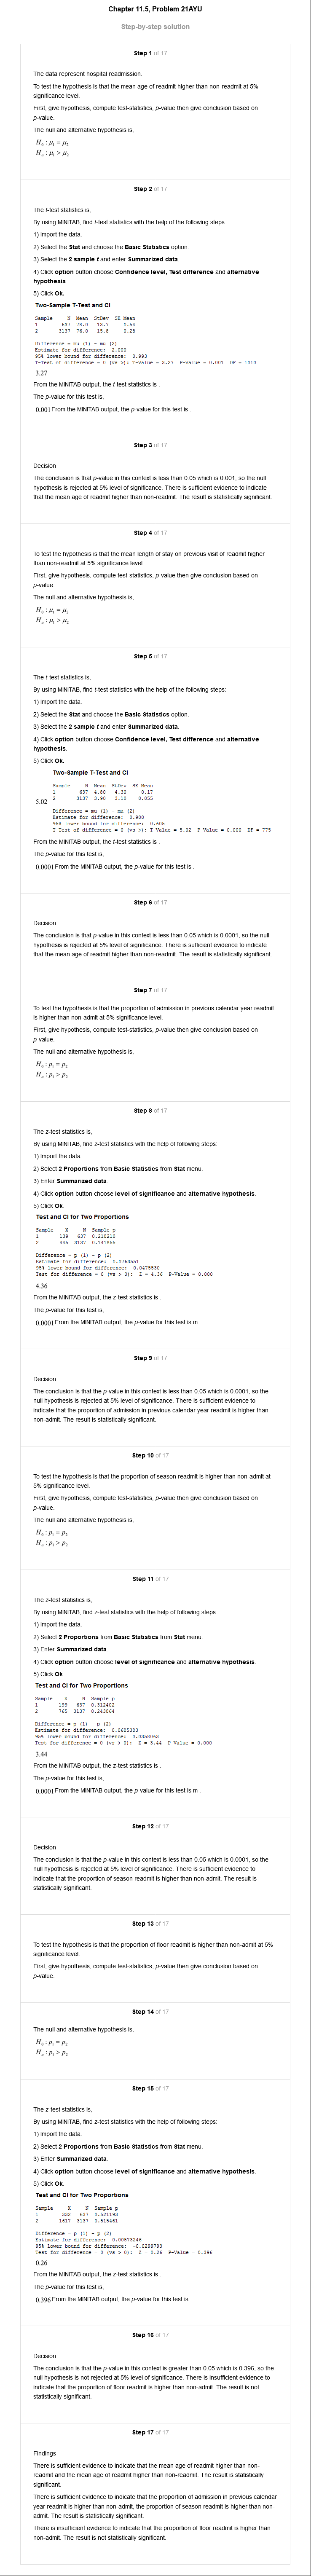 Chapter 11.5, Problem 21AYU
Step-by-step solution
Step 1 of 17
The data represent hospital readmission.
To test the hypothesis is that the mean age of readmit higher than non-readmit at 5%
significance level.
First, give hypothesis, compute test-statistics, p-value then give conclusion based on
p-value.
The null and alternative hypothesis is,
H₀ : μ₁ = μ₂
Hₐ : μ₁ > μ₂
Step 2 of 17
The t-test statistics is,
By using MINITAB, find t-test statistics with the help of the following steps:
1) Import the data.
2) Select the Stat and choose the Basic Statistics option.
3) Select the 2 sample t and enter Summarized data.
4) Click option button choose Confidence level, Test difference and alternative
hypothesis.
5) Click Ok.
Two-Sample T-Test and CI
Sample N Mean StDev SE Mean
1 637 78.0 13.7 0.54
2 3137 76.0 15.8 0.28
Difference = mu (1) - mu (2)
Estimate for difference: 2.000
95% lower bound for difference: 0.993
T-Test of difference = 0 (vs >): T-Value = 3.27 P-Value = 0.001 DF = 1010
3.27
From the MINITAB output, the t-test statistics is .
The p-value for this test is,
0.001 From the MINITAB output, the p-value for this test is .
Step 3 of 17
Decision
The conclusion is that p-value in this context is less than 0.05 which is 0.001, so the null
hypothesis is rejected at 5% level of significance. There is sufficient evidence to indicate
that the mean age of readmit higher than non-readmit. The result is statistically significant.
Step 4 of 17
To test the hypothesis is that the mean length of stay on previous visit of readmit higher
than non-readmit at 5% significance level.
First, give hypothesis, compute test-statistics, p-value then give conclusion based on
p-value.
The null and alternative hypothesis is,
H₀ : μ₁ = μ₂
Hₐ : μ₁ > μ₂
Step 5 of 17
The t-test statistics is,
By using MINITAB, find t-test statistics with the help of the following steps:
1) Import the data.
2) Select the Stat and choose the Basic Statistics option.
3) Select the 2 sample t and enter Summarized data.
4) Click option button choose Confidence level, Test difference and alternative
hypothesis.
5) Click Ok.
Two-Sample T-Test and CI
Sample N Mean StDev SE Mean
1 637 4.80 4.30 0.17
2 3137 3.90 3.10 0.055
5.02
Difference = mu (1) - mu (2)
Estimate for difference: 0.900
95% lower bound for difference: 0.605
T-Test of difference = 0 (vs >): T-Value = 5.02 P-Value = 0.000 DF = 775
From the MINITAB output, the t-test statistics is .
The p-value for this test is,
0.0001 From the MINITAB output, the p-value for this test is .
Step 6 of 17
Decision
The conclusion is that p-value in this context is less than 0.05 which is 0.0001, so the null
hypothesis is rejected at 5% level of significance. There is sufficient evidence to indicate
that the mean age of readmit higher than non-readmit. The result is statistically significant.
Step 7 of 17
To test the hypothesis is that the proportion of admission in previous calendar year readmit
is higher than non-admit at 5% significance level.
First, give hypothesis, compute test-statistics, p-value then give conclusion based on
p-value.
The null and alternative hypothesis is,
H₀ : p₁ = p₂
Hₐ : p₁ > p₂
Step 8 of 17
The z-test statistics is,
By using MINITAB, find z-test statistics with the help of following steps:
1) Import the data.
2) Select 2 Proportions from Basic Statistics from Stat menu.
3) Enter Summarized data.
4) Click option button choose level of significance and alternative hypothesis.
5) Click Ok.
Test and CI for Two Proportions
Sample X N Sample p
1 139 637 0.218210
2 445 3137 0.141855
Difference = p (1) - p (2)
Estimate for difference: 0.0763551
95% lower bound for difference: 0.0475530
Test for difference = 0 (vs > 0): Z = 4.36 P-Value = 0.000
4.36
From the MINITAB output, the z-test statistics is .
The p-value for this test is,
0.0001 From the MINITAB output, the p-value for this test is m .
Step 9 of 17
Decision
The conclusion is that the p-value in this context is less than 0.05 which is 0.0001, so the
null hypothesis is rejected at 5% level of significance. There is sufficient evidence to
indicate that the proportion of admission in previous calendar year readmit is higher than
non-admit. The result is statistically significant.
Step 10 of 17
To test the hypothesis is that the proportion of season readmit is higher than non-admit at
5% significance level.
First, give hypothesis, compute test-statistics, p-value then give conclusion based on
p-value.
The null and alternative hypothesis is,
H₀ : p₁ = p₂
Hₐ : p₁ > p₂
Step 11 of 17
The z-test statistics is,
By using MINITAB, find z-test statistics with the help of following steps:
1) Import the data.
2) Select 2 Proportions from Basic Statistics from Stat menu.
3) Enter Summarized data.
4) Click option button choose level of significance and alternative hypothesis.
5) Click Ok.
Test and CI for Two Proportions
Sample X N Sample p
1 199 637 0.312402
2 765 3137 0.243864
Difference = p (1) - p (2)
Estimate for difference: 0.0685383
95% lower bound for difference: 0.0358063
Test for difference = 0 (vs > 0): Z = 3.44 P-Value = 0.000
3.44
From the MINITAB output, the z-test statistics is .
The p-value for this test is,
0.0001 From the MINITAB output, the p-value for this test is m .
Step 12 of 17
Decision
The conclusion is that the p-value in this context is less than 0.05 which is 0.0001, so the
null hypothesis is rejected at 5% level of significance. There is sufficient evidence to
indicate that the proportion of season readmit is higher than non-admit. The result is
statistically significant.
Step 13 of 17
To test the hypothesis is that the proportion of floor readmit is higher than non-admit at 5%
significance level.
First, give hypothesis, compute test-statistics, p-value then give conclusion based on
p-value.
Step 14 of 17
The null and alternative hypothesis is,
H₀ : p₁ = p₂
Hₐ : p₁ > p₂
Step 15 of 17
The z-test statistics is,
By using MINITAB, find z-test statistics with the help of following steps:
1) Import the data.
2) Select 2 Proportions from Basic Statistics from Stat menu.
3) Enter Summarized data.
4) Click option button choose level of significance and alternative hypothesis.
5) Click Ok.
Test and CI for Two Proportions
Sample X N Sample p
1 332 637 0.521193
2 1617 3137 0.515461
Difference = p (1) - p (2)
Estimate for difference: 0.00573246
95% lower bound for difference: -0.0299793
Test for difference = 0 (vs > 0): Z = 0.26 P-Value = 0.396
0.26
From the MINITAB output, the z-test statistics is .
The p-value for this test is,
0.396 From the MINITAB output, the p-value for this test is .
Step 16 of 17
Decision
The conclusion is that the p-value in this context is greater than 0.05 which is 0.396, so the
null hypothesis is not rejected at 5% level of significance. There is insufficient evidence to
indicate that the proportion of floor readmit is higher than non-admit. The result is not
statistically significant.
Step 17 of 17
Findings
There is sufficient evidence to indicate that the mean age of readmit higher than non-
readmit and the mean age of readmit higher than non-readmit. The result is statistically
significant.
There is sufficient evidence to indicate that the proportion of admission in previous calendar
year readmit is higher than non-admit, the proportion of season readmit is higher than non-
admit. The result is statistically significant.
There is insufficient evidence to indicate that the proportion of floor readmit is higher than
non-admit. The result is not statistically significant.